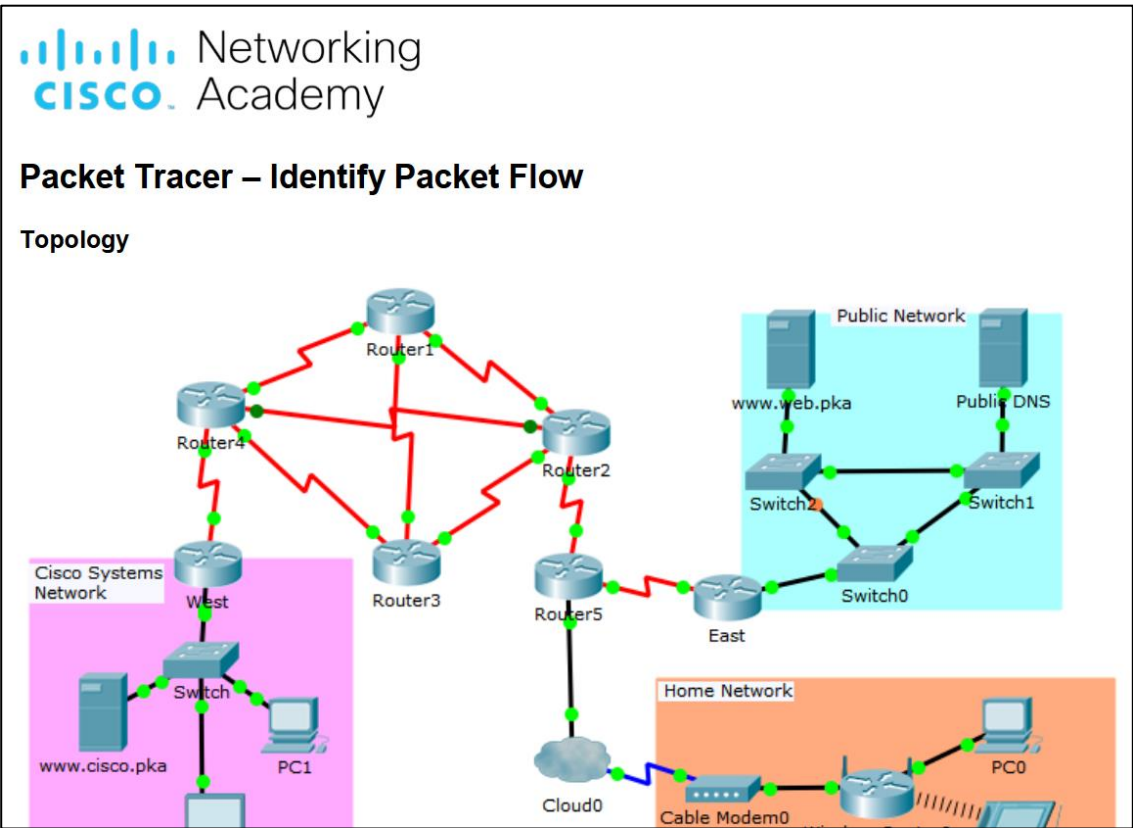 Networking
CISCO Academy
Packet Tracer – Identify Packet Flow
Topology
Router1
Public Network
www.web.pka
Public DNS
Router4
Router2
Switch2
Switch1
Cisco Systems
Network
West
Router3
Router5
Switch0
East
Switch
Home Network
www.cisco.pka
PC1
PC0
Cloud0
Cable Modem0